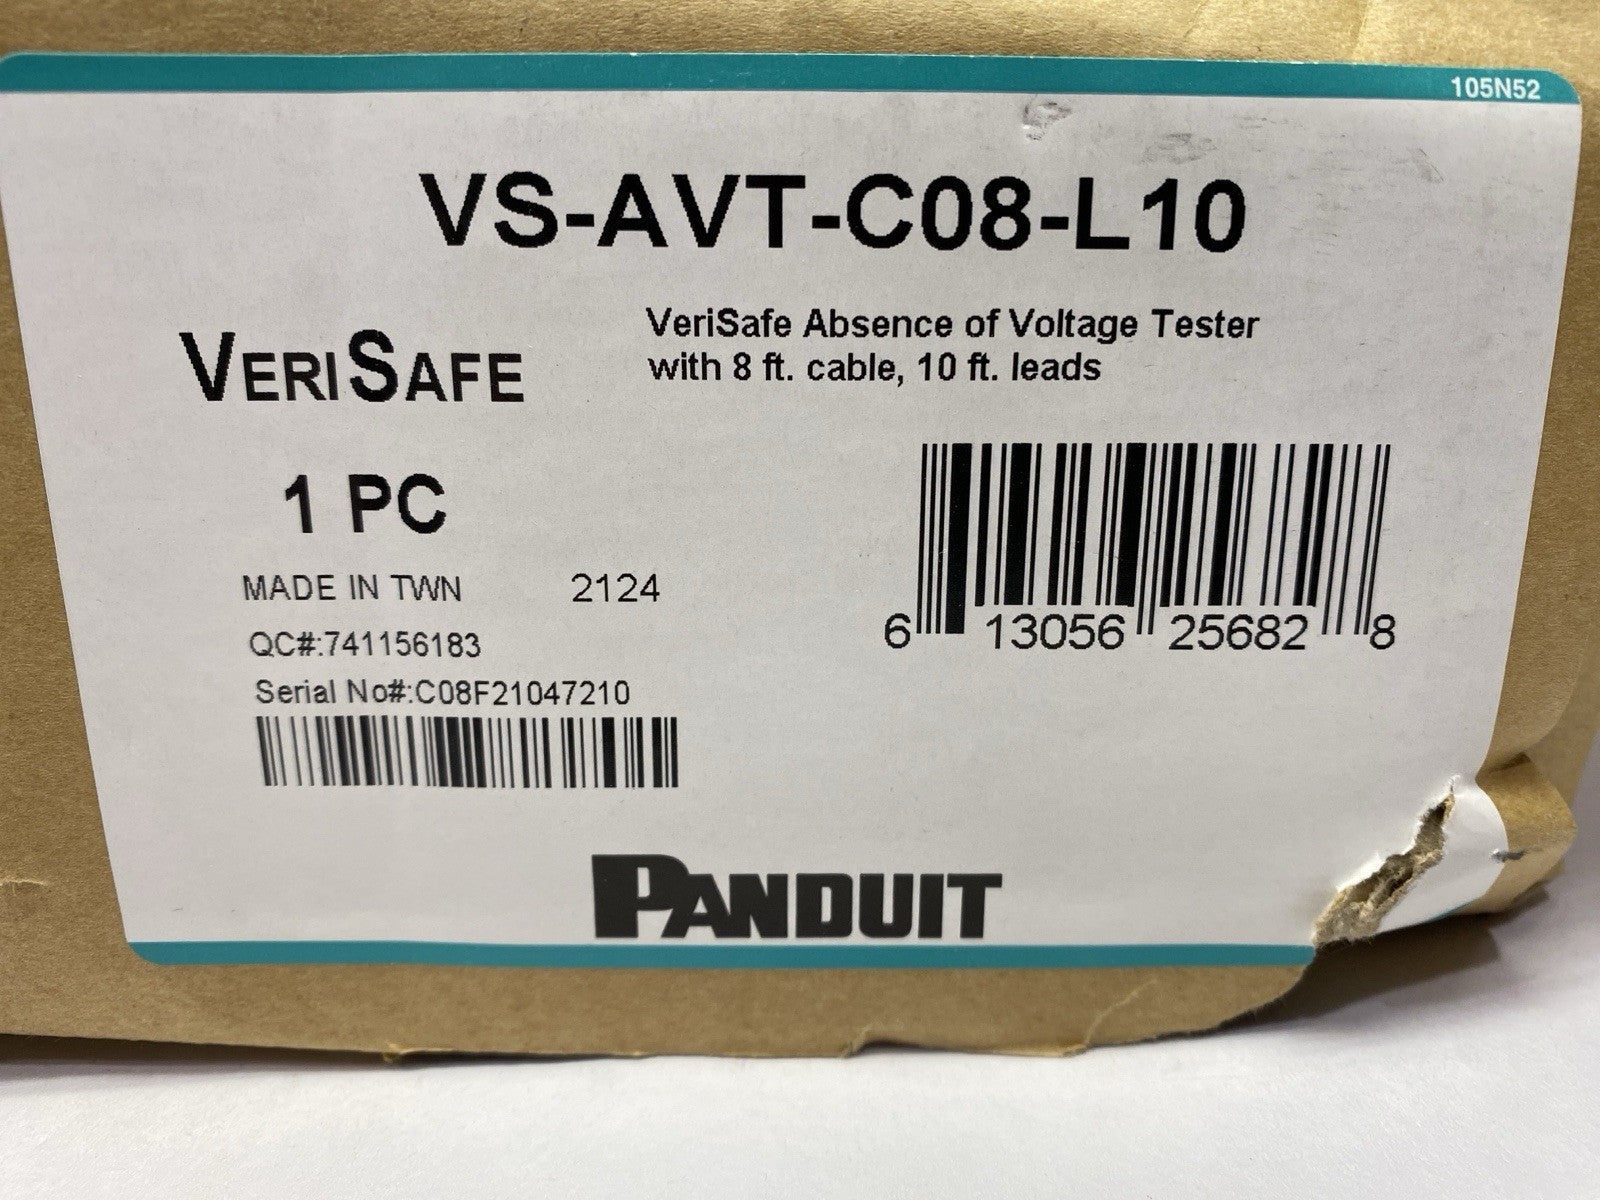 105N52
VS-AVT-C08-L10
VERISAFE
VeriSafe Absence of Voltage Tester
with 8 ft. cable, 10 ft. leads
1 PC
MADE IN TWN 2124
QC#:741156183
Serial No#:C08F21047210
6 13056 25682 8
PANDUIT